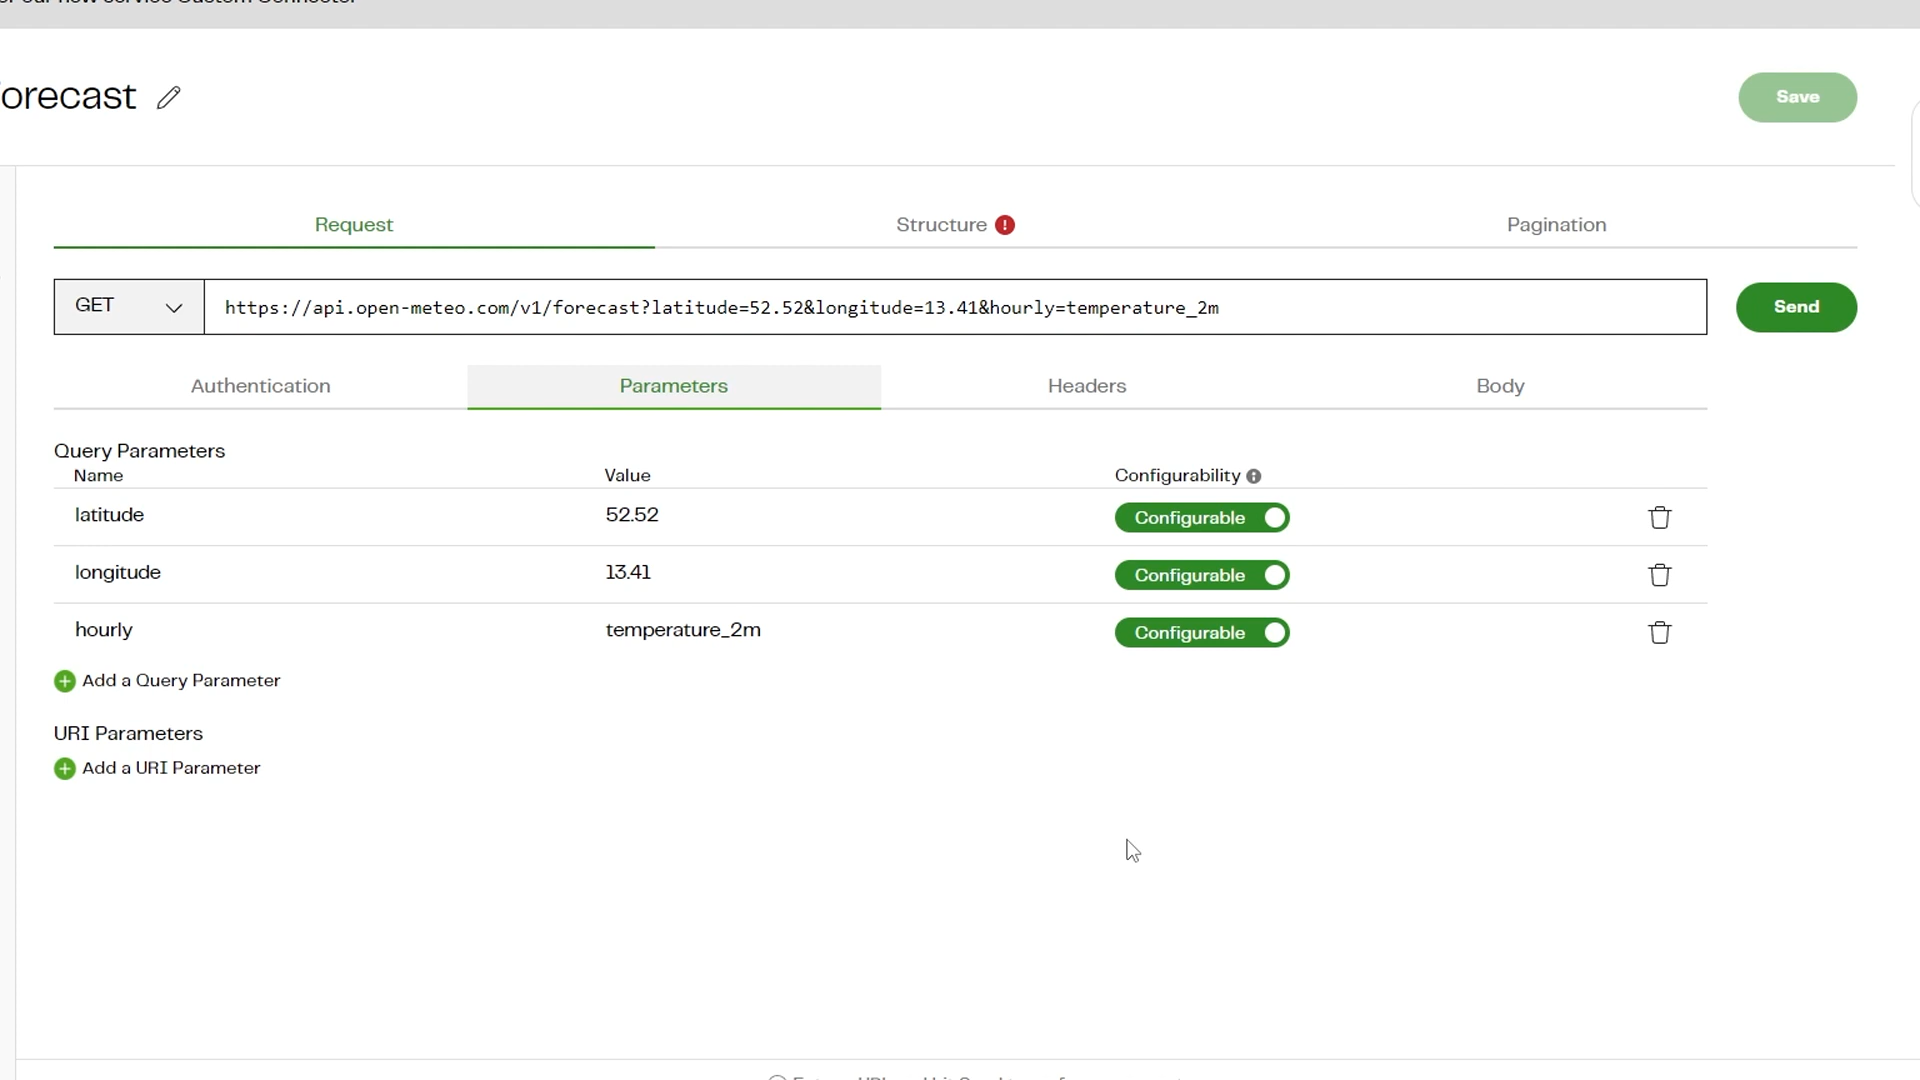 orecast
Save
Request
Structure
Pagination
GET
https://api.open-meteo.com/v1/forecast?latitude=52.52&longitude=13.41&hourly=temperature_2m
Send
Authentication
Parameters
Headers
Body
Query Parameters
Name
Value
Configurability
latitude
52.52
Configurable
longitude
13.41
Configurable
hourly
temperature_2m
Configurable
Add a Query Parameter
URI Parameters
Add a URI Parameter